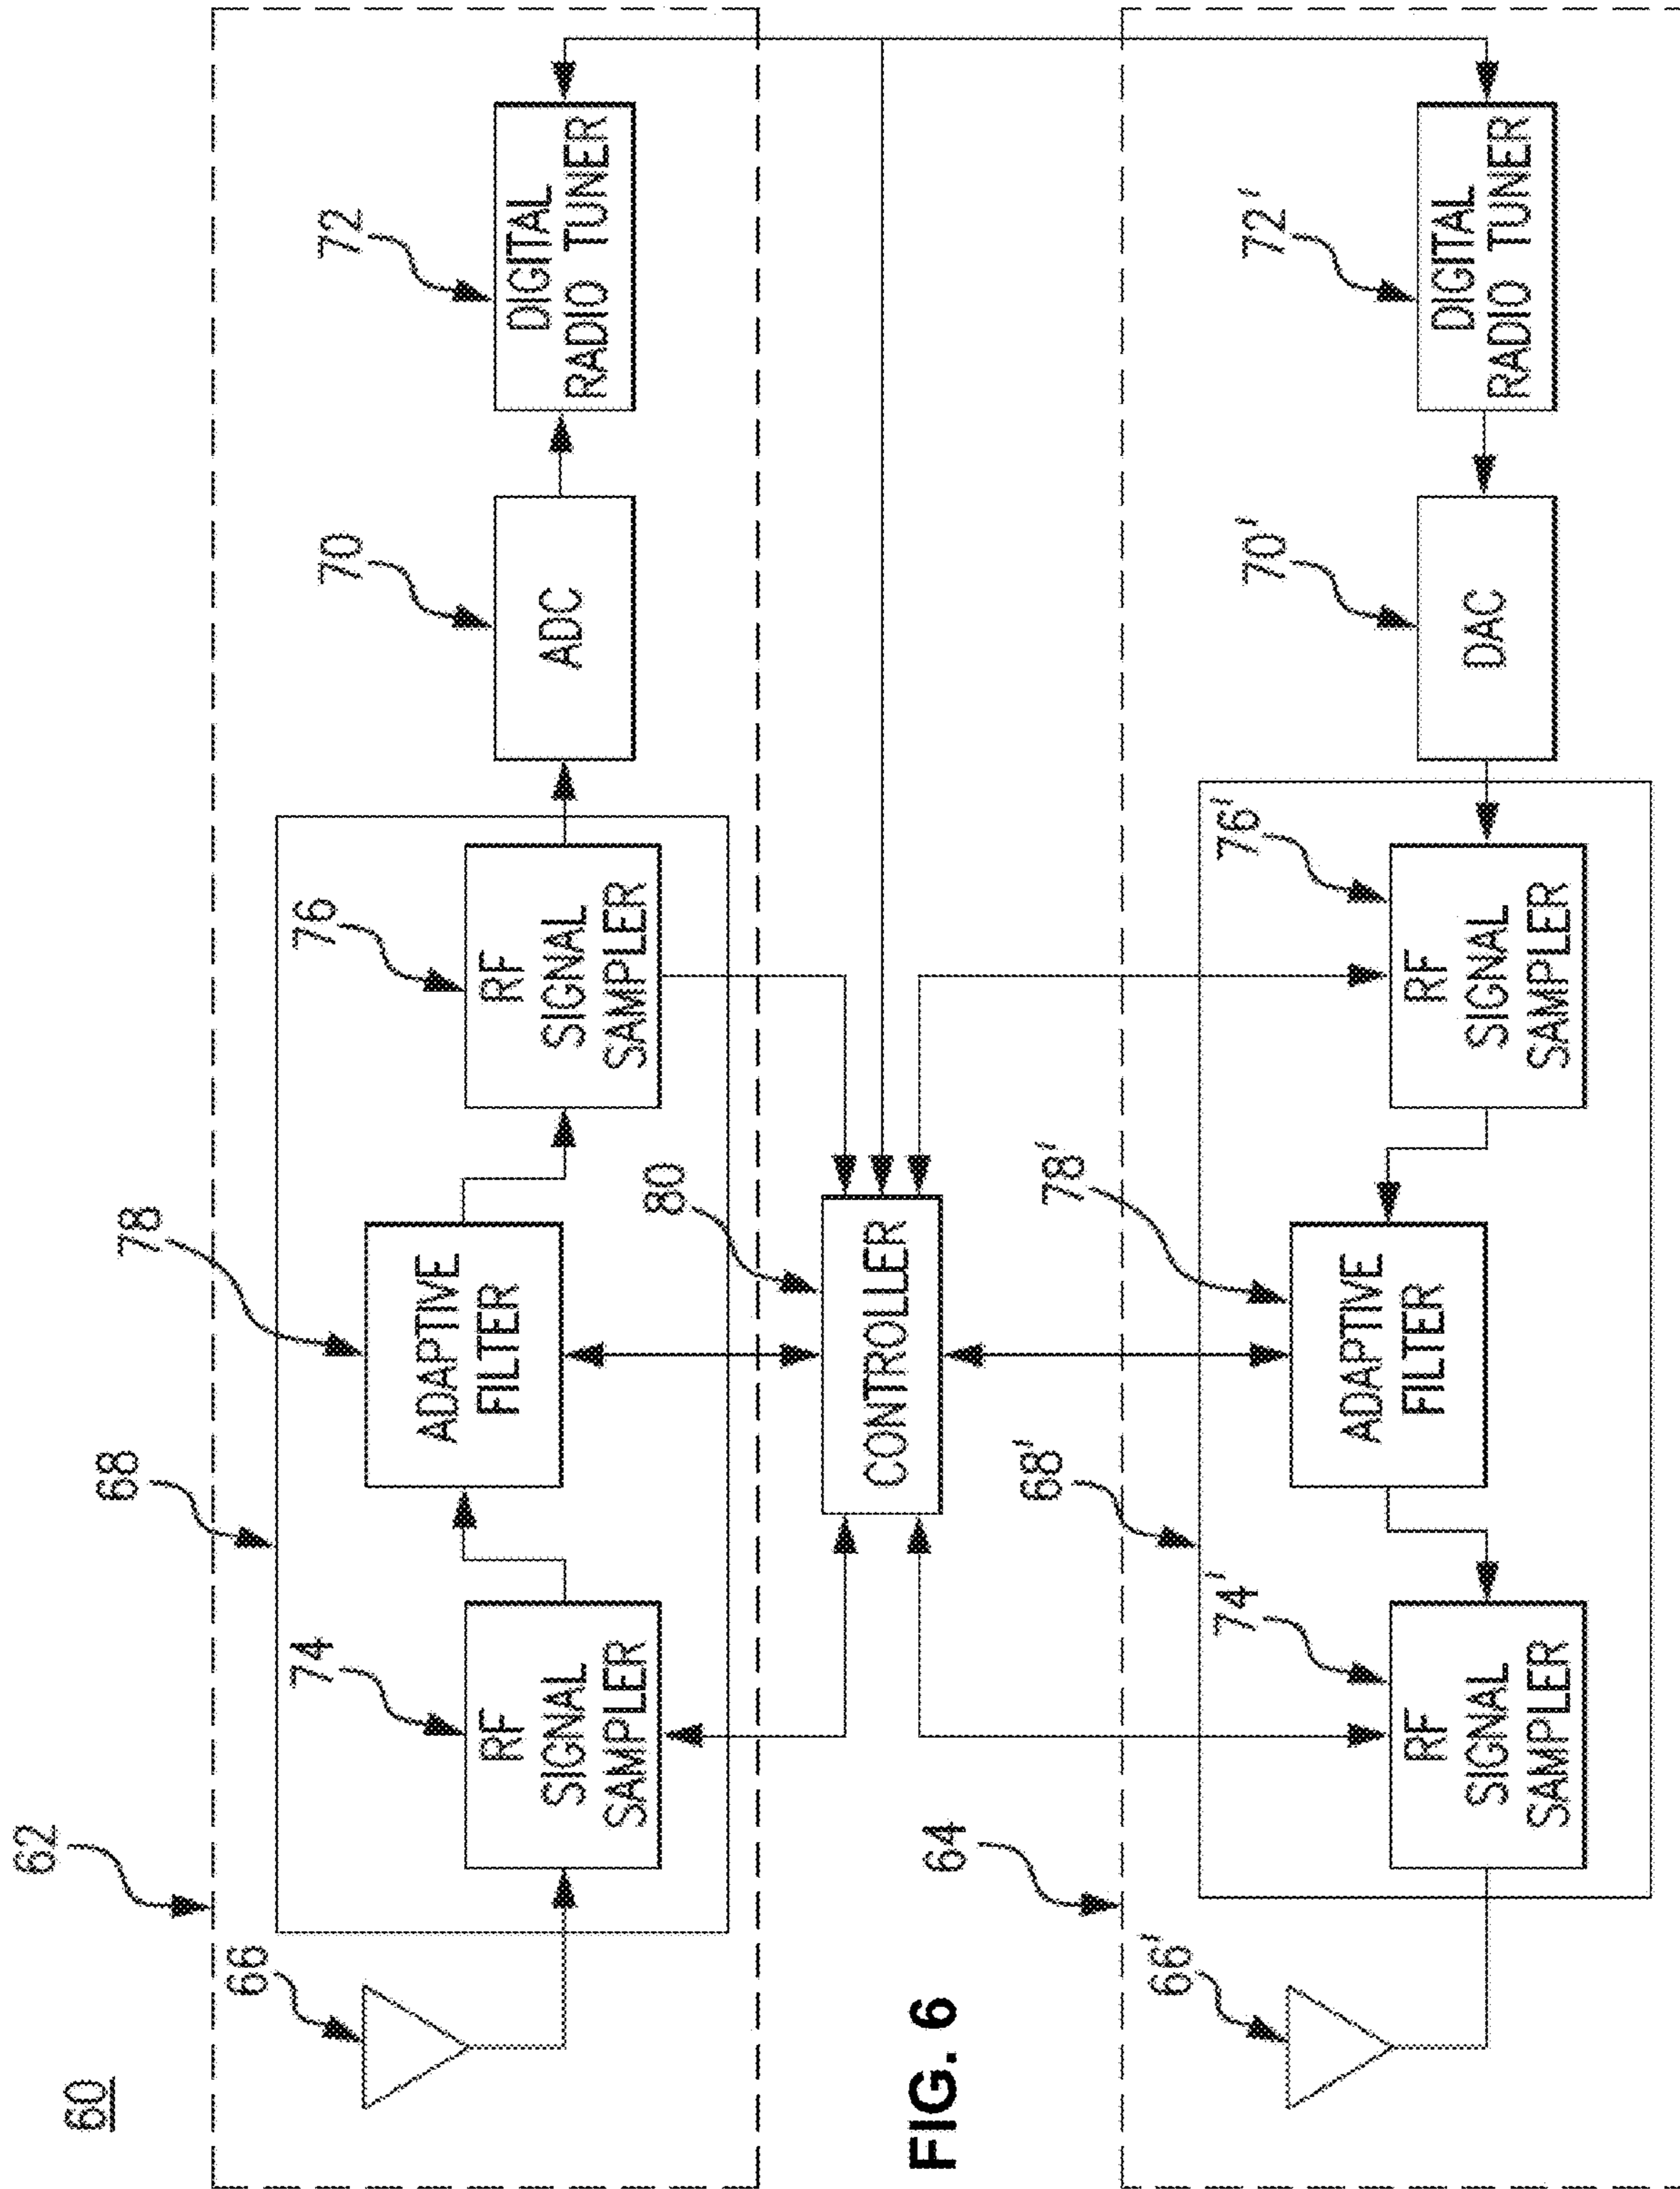 60
62
66
68
74
RF
SIGNAL
SAMPLER
78
ADAPTIVE
FILTER
76
RF
SIGNAL
SAMPLER
70
ADC
72
DIGITAL
RADIO TUNER
80
CONTROLLER
FIG. 6
64
66'
68'
74'
RF
SIGNAL
SAMPLER
78'
ADAPTIVE
FILTER
76'
RF
SIGNAL
SAMPLER
70'
DAC
72'
DIGITAL
RADIO TUNER